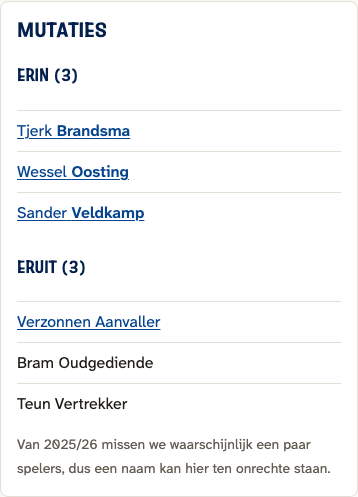 MUTATIES
ERIN (3)
Tjerk Brandsma
Wessel Oosting
Sander Veldkamp
ERUIT (3)
Verzonnen Aanvaller
Bram Oudgediende
Teun Vertrekker
Van 2025/26 missen we waarschijnlijk een paar
spelers, dus een naam kan hier ten onrechte staan.